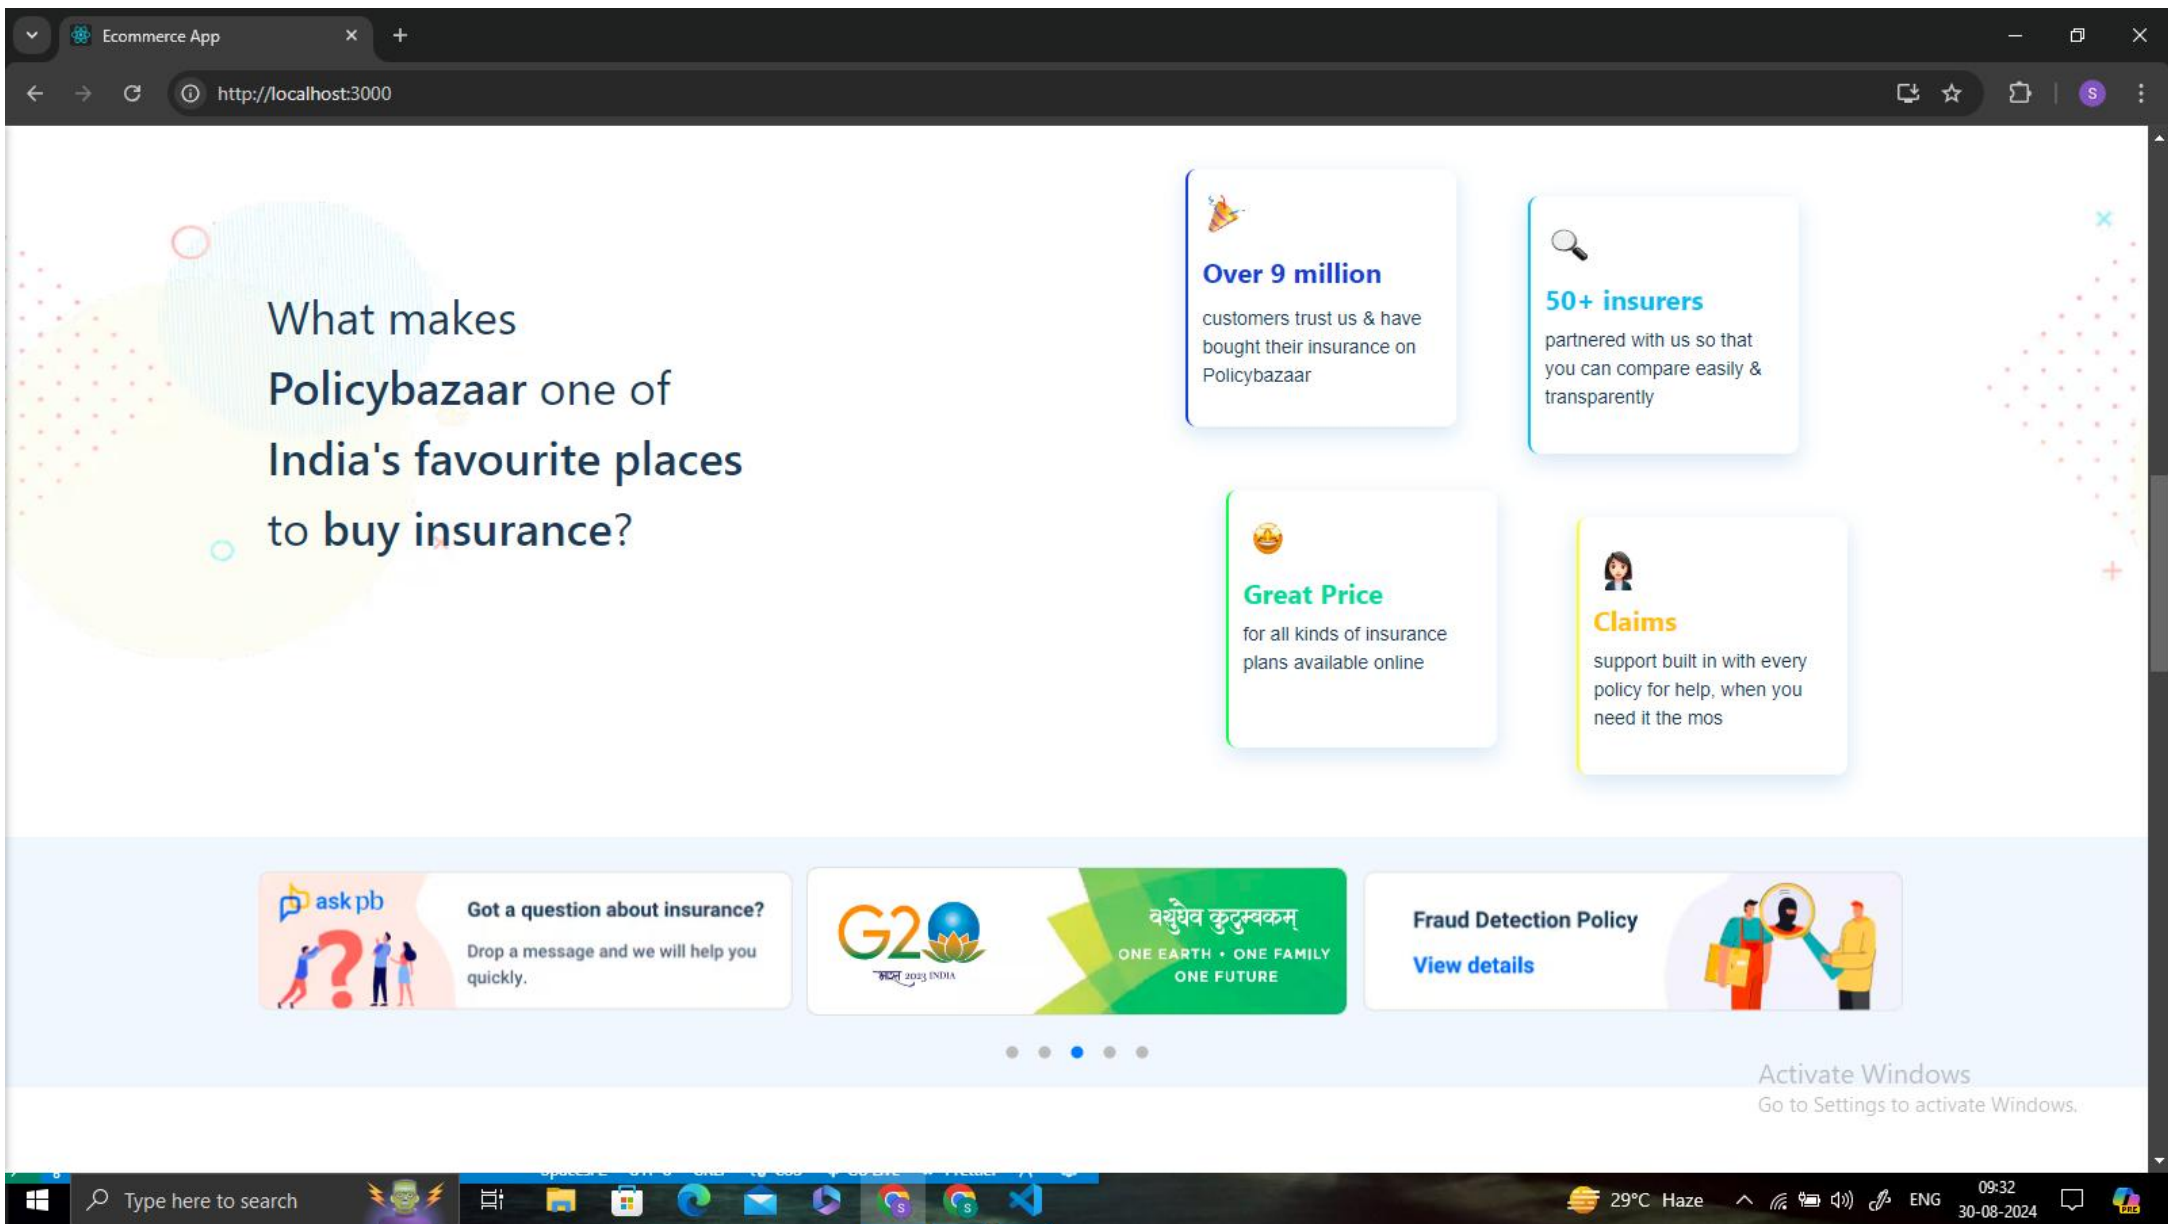 Ecommerce App
http://localhost:3000
S
What makes
Policybazaar one of
India's favourite places
to buy insurance?
Over 9 million
customers trust us & have
bought their insurance on
Policybazaar
50+ insurers
partnered with us so that
you can compare easily &
transparently
Great Price
for all kinds of insurance
plans available online
Claims
support built in with every
policy for help, when you
need it the mos
ask pb
Got a question about insurance?
Drop a message and we will help you
quickly.
G20
भारत 2023 INDIA
वसुधैव कुटुम्बकम्
ONE EARTH • ONE FAMILY
ONE FUTURE
Fraud Detection Policy
View details
Activate Windows
Go to Settings to activate Windows.
Type here to search
S
S
29°C Haze
ENG
09:32
30-08-2024
PRE